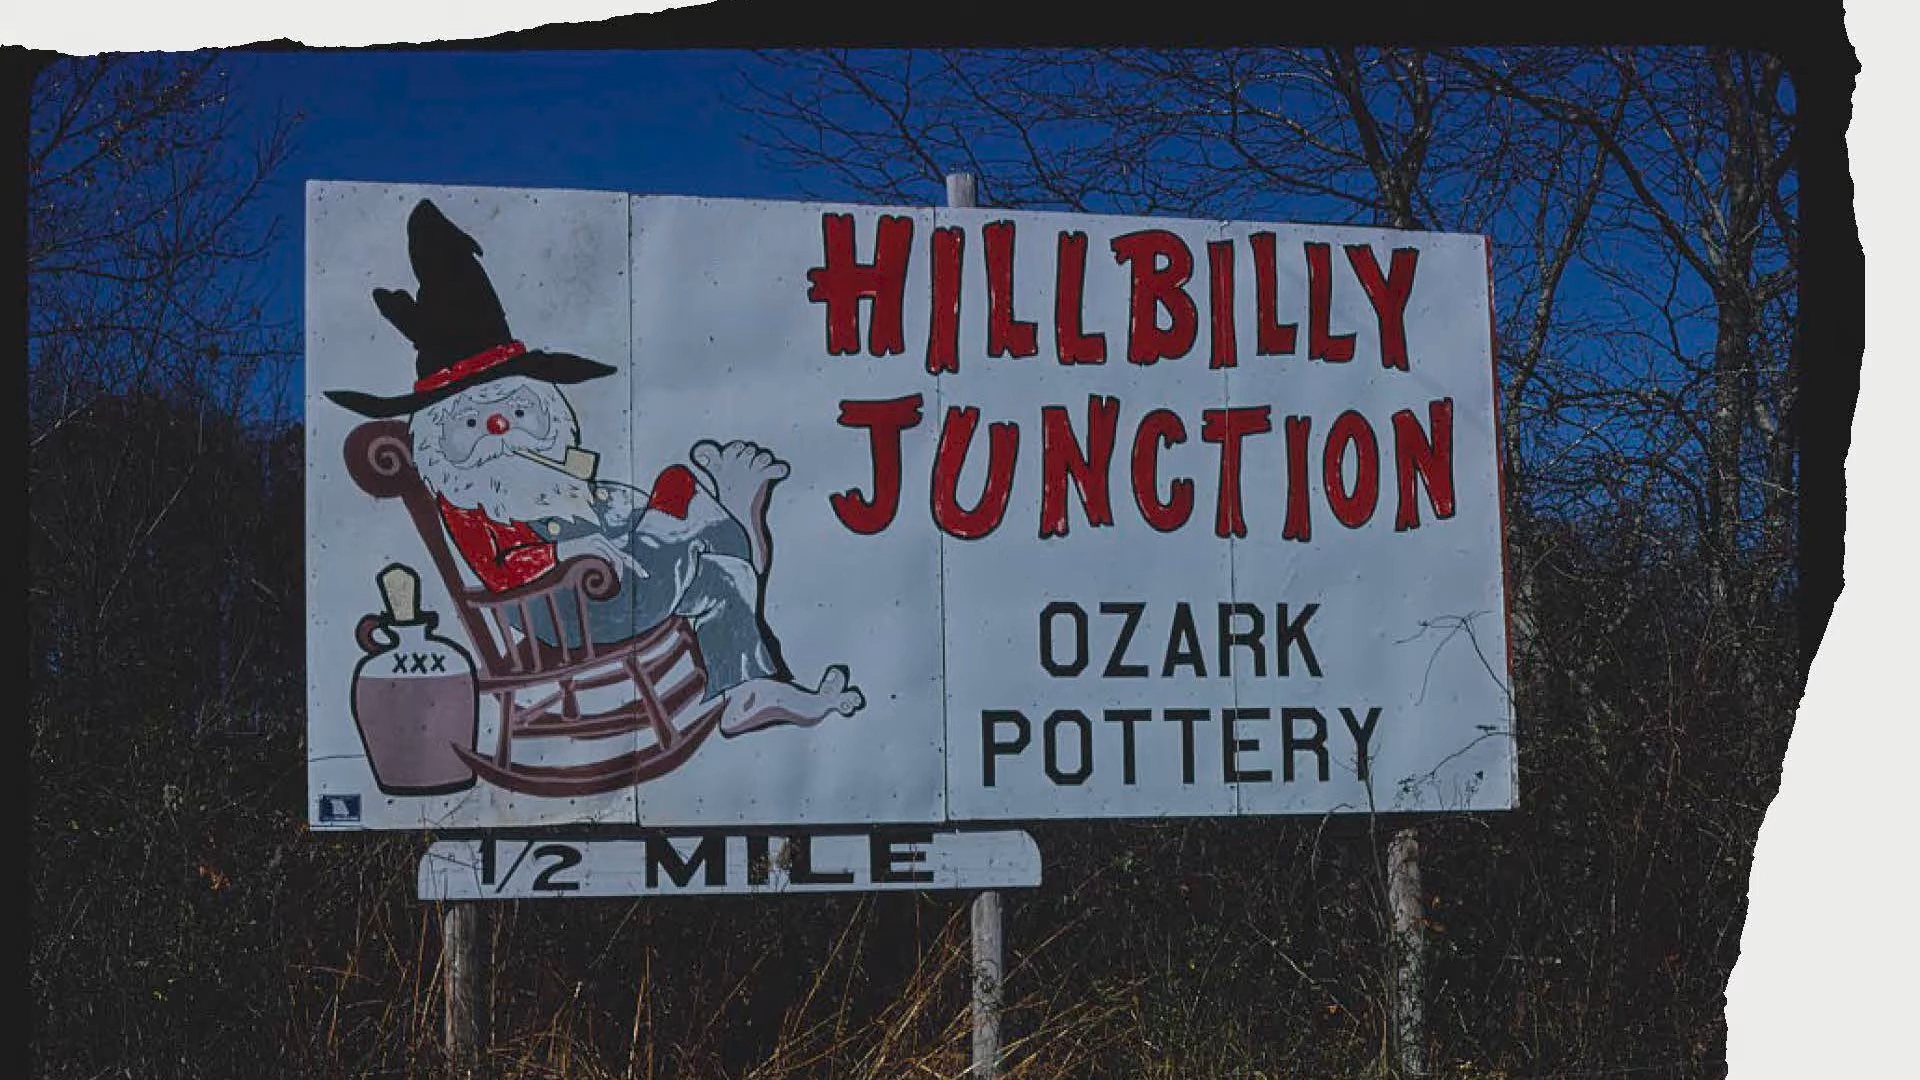 HILLBILLY
JUNCTION
OZARK
POTTERY
XXX
1/2 MILE